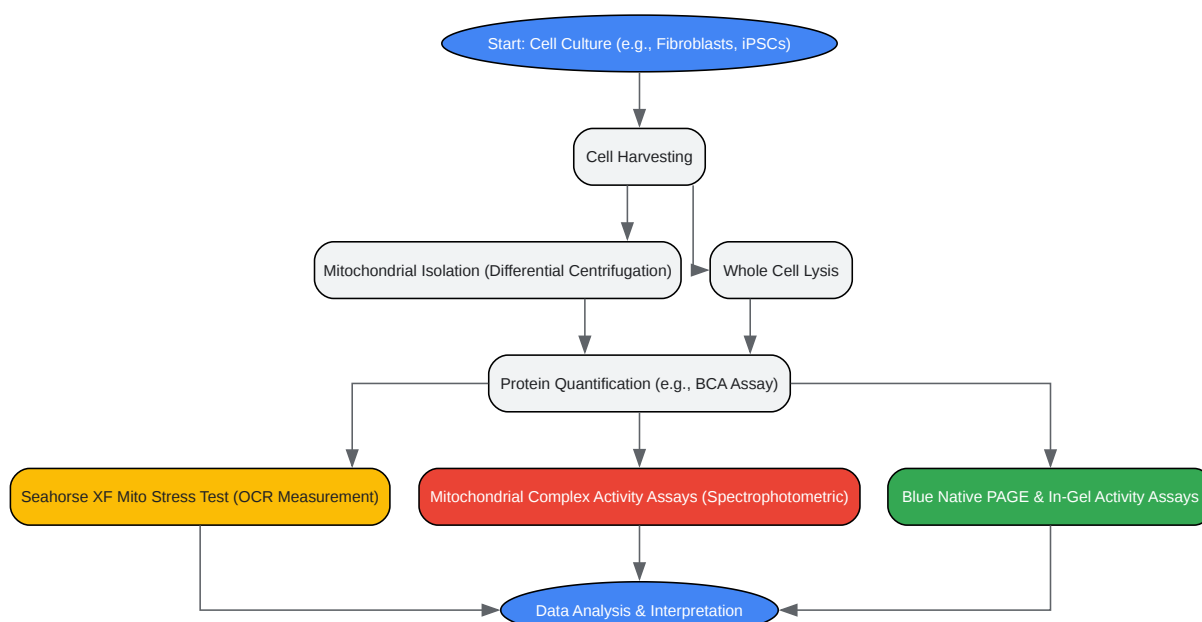 Start: Cell Culture (e.g., Fibroblasts, iPSCs)
Cell Harvesting
Mitochondrial Isolation (Differential Centrifugation)
Whole Cell Lysis
Protein Quantification (e.g., BCA Assay)
Seahorse XF Mito Stress Test (OCR Measurement)
Mitochondrial Complex Activity Assays (Spectrophotometric)
Blue Native PAGE & In-Gel Activity Assays
Data Analysis & Interpretation